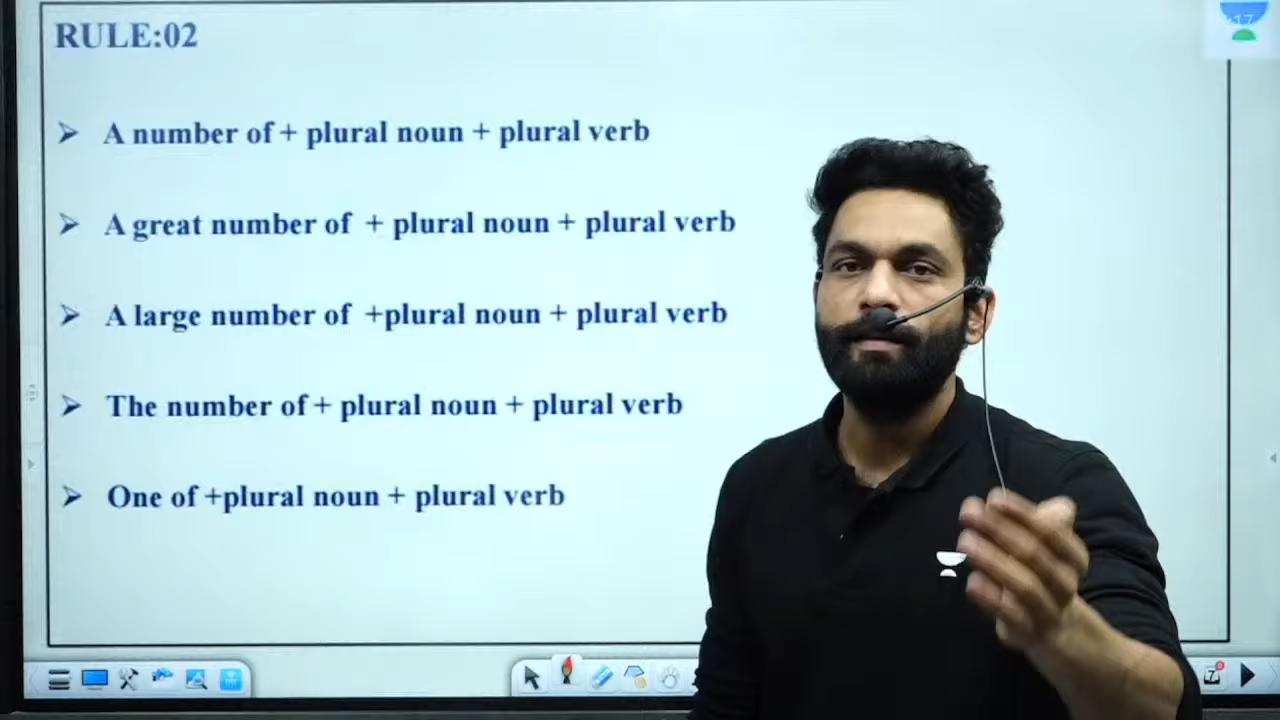 RULE:02
➢ A number of + plural noun + plural verb
➢ A great number of + plural noun + plural verb
➢ A large number of +plural noun + plural verb
➢ The number of + plural noun + plural verb
➢ One of +plural noun + plural verb